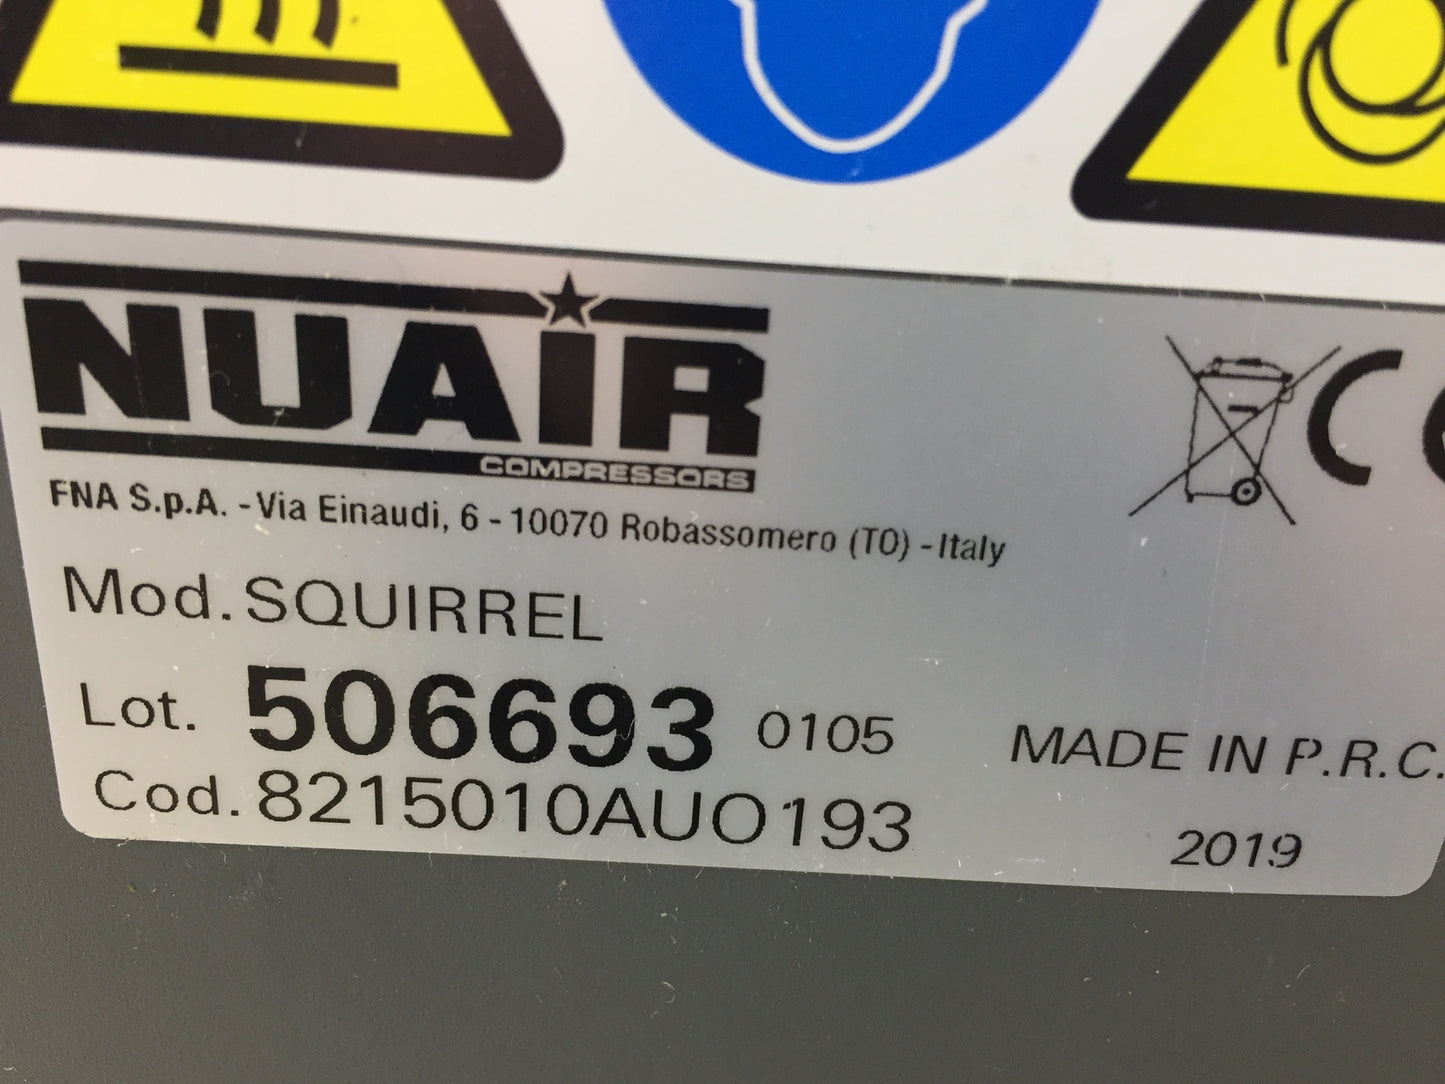 NUAIR
COMPRESSORS
FNA S.p.A. - Via Einaudi, 6 - 10070 Robassomero (TO) - Italy
Mod. SQUIRREL
Lot. 506693 0105
MADE IN P.R.C.
Cod. 8215010AUO193
2019
CE